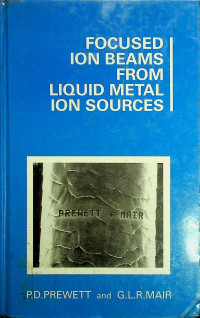 FOCUSED
ION BEAMS
FROM
LIQUID METAL
ION SOURCES
PREWETT + MAIR
P.D.PREWETT and G.L.R.MAIR